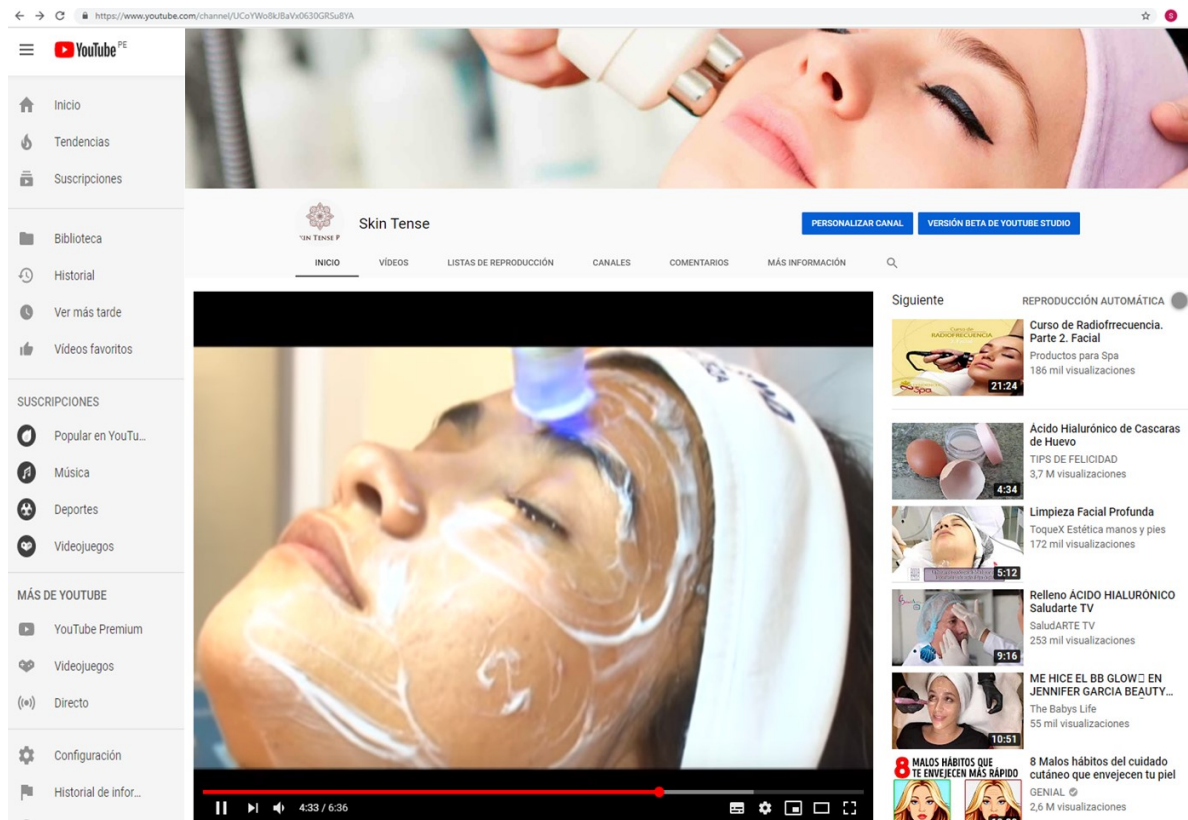 https://www.youtube.com/channel/UCoYWo8kJBaVx0630GRSu8YA
S
YouTube PE
Inicio
Tendencias
Suscripciones
Biblioteca
Historial
Ver más tarde
Vídeos favoritos
SUSCRIPCIONES
Popular en YouTu...
Música
Deportes
Videojuegos
MÁS DE YOUTUBE
YouTube Premium
Videojuegos
Directo
Configuración
Historial de infor...
Skin Tense
PERSONALIZAR CANAL
VERSIÓN BETA DE YOUTUBE STUDIO
INICIO
VÍDEOS
LISTAS DE REPRODUCCIÓN
CANALES
COMENTARIOS
MÁS INFORMACIÓN
4:33 / 6:36
Siguiente
REPRODUCCIÓN AUTOMÁTICA
Curso de
RADIOFRECUENCIA
Spa
21:24
Curso de Radiofrrecuencia.
Parte 2. Facial
Productos para Spa
186 mil visualizaciones
4:34
Ácido Hialurónico de Cascaras
de Huevo
TIPS DE FELICIDAD
3,7 M visualizaciones
5:12
Limpieza Facial Profunda
ToqueX Estética manos y pies
172 mil visualizaciones
9:16
Relleno ÁCIDO HIALURÓNICO
Saludarte TV
SaludARTE TV
253 mil visualizaciones
10:51
ME HICE EL BB GLOW EN
JENNIFER GARCIA BEAUTY...
The Babys Life
55 mil visualizaciones
8 MALOS HÁBITOS QUE
TE ENVEJECEN MÁS RÁPIDO
8 Malos hábitos del cuidado
cutáneo que envejecen tu piel
GENIAL
2,6 M visualizaciones